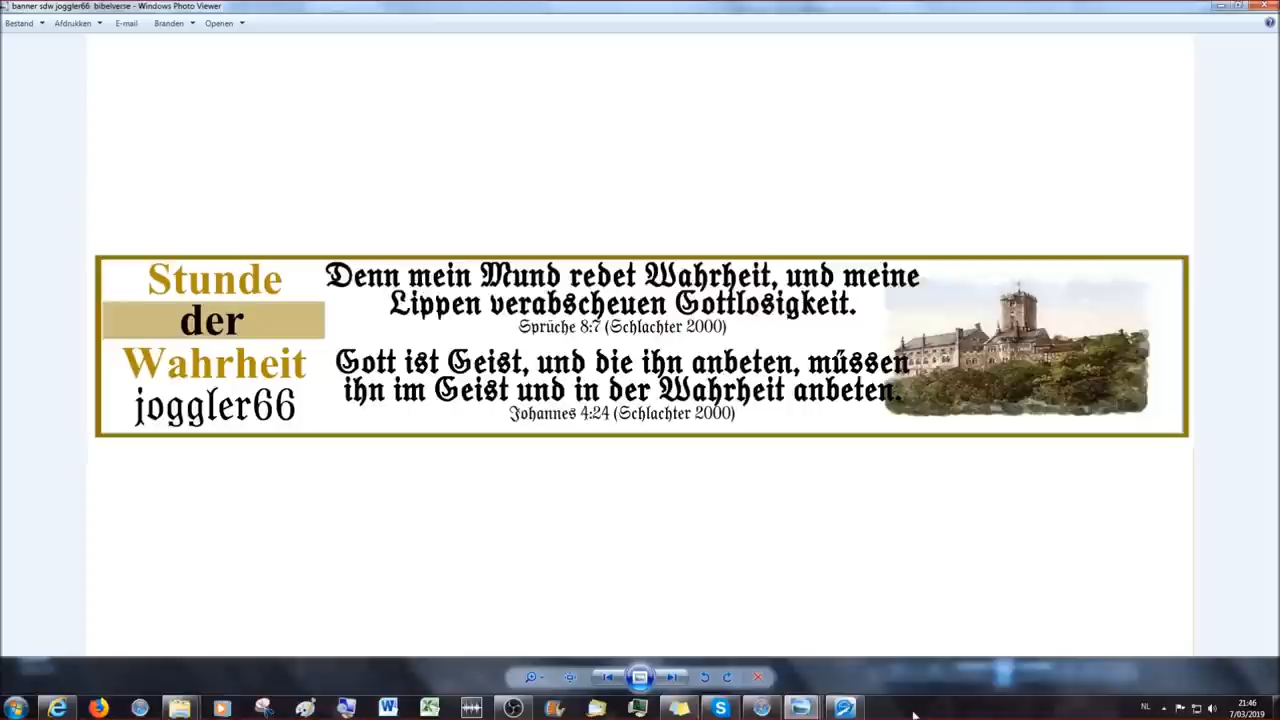 banner sdw joggler66 bibelverse - Windows Photo Viewer
Bestand Afdrukken E-mail Branden Openen
Stunde
der
Wahrheit
joggler66
Denn mein Mund redet Wahrheit, und meine
Lippen verabscheuen Gottlosigkeit.
Sprüche 8:7 (Schlachter 2000)
Gott ist Geist, und die ihn anbeten, müssen
ihn im Geist und in der Wahrheit anbeten.
Johannes 4:24 (Schlachter 2000)
NL
21:46
7/03/2019